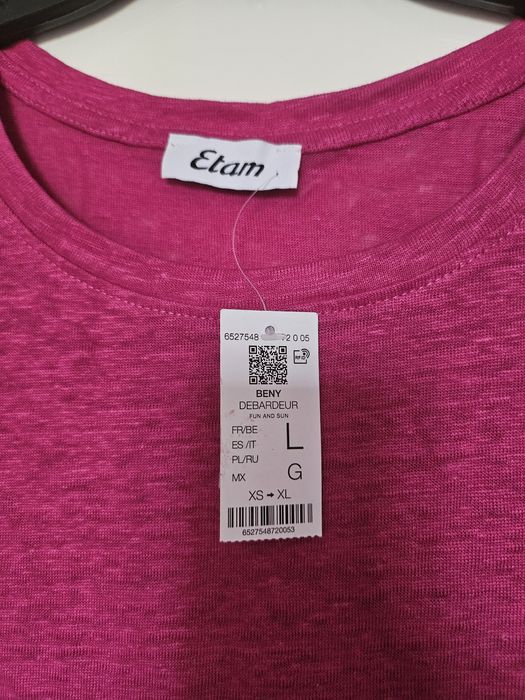 Etam
6527548 72 0 05
BENY
DEBARDEUR
FUN AND SUN
FR/BE
ES /IT
PL/RU
L
MX
G
XS → XL
6527548720053